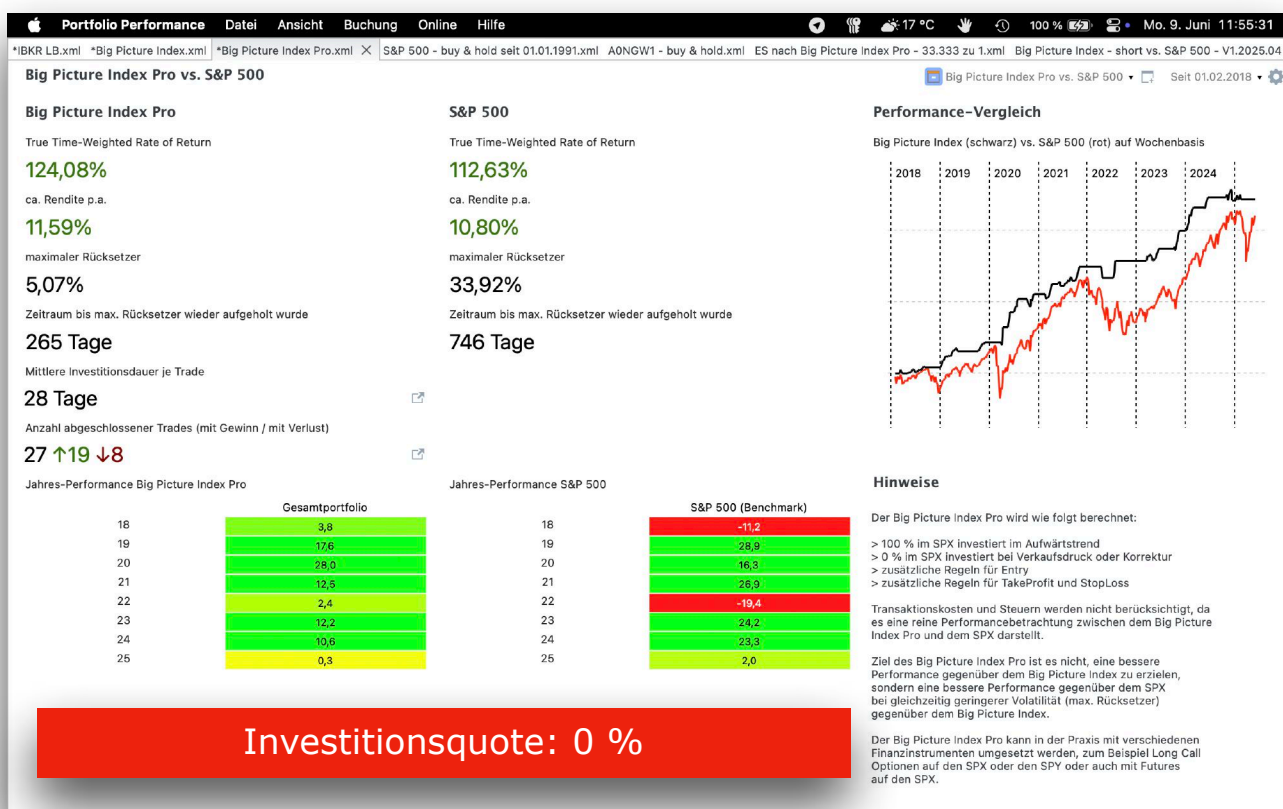 Portfolio Performance Datei Ansicht Buchung Online Hilfe 17 °C 100 % Mo. 9. Juni 11:55:31
*IBKR LB.xml *Big Picture Index.xml *Big Picture Index Pro.xml S&P 500 - buy & hold seit 01.01.1991.xml A0NGW1 - buy & hold.xml ES nach Big Picture Index Pro - 33.333 zu 1.xml Big Picture Index - short vs. S&P 500 - V1.2025.04
Big Picture Index Pro vs. S&P 500
Big Picture Index Pro vs. S&P 500 Seit 01.02.2018
Big Picture Index Pro
True Time-Weighted Rate of Return
124,08%
ca. Rendite p.a.
11,59%
maximaler Rücksetzer
5,07%
Zeitraum bis max. Rücksetzer wieder aufgeholt wurde
265 Tage
Mittlere Investitionsdauer je Trade
28 Tage
Anzahl abgeschlossener Trades (mit Gewinn / mit Verlust)
27 ↑19 ↓8
S&P 500
True Time-Weighted Rate of Return
112,63%
ca. Rendite p.a.
10,80%
maximaler Rücksetzer
33,92%
Zeitraum bis max. Rücksetzer wieder aufgeholt wurde
746 Tage
Performance-Vergleich
Big Picture Index (schwarz) vs. S&P 500 (rot) auf Wochenbasis
2018 2019 2020 2021 2022 2023 2024
Jahres-Performance Big Picture Index Pro
Gesamtportfolio
18 3,8
19 17,6
20 28,0
21 12,5
22 2,4
23 12,2
24 10,6
25 0,3
Jahres-Performance S&P 500
S&P 500 (Benchmark)
18 -11,2
19 28,9
20 16,3
21 26,9
22 -19,4
23 24,2
24 23,3
25 2,0
Hinweise
Der Big Picture Index Pro wird wie folgt berechnet:
> 100 % im SPX investiert im Aufwärtstrend
> 0 % im SPX investiert bei Verkaufsdruck oder Korrektur
> zusätzliche Regeln für Entry
> zusätzliche Regeln für TakeProfit und StopLoss
Transaktionskosten und Steuern werden nicht berücksichtigt, da
es eine reine Performancebetrachtung zwischen dem Big Picture
Index Pro und dem SPX darstellt.
Ziel des Big Picture Index Pro ist es nicht, eine bessere
Performance gegenüber dem Big Picture Index zu erzielen,
sondern eine bessere Performance gegenüber dem SPX
bei gleichzeitig geringerer Volatilität (max. Rücksetzer)
gegenüber dem Big Picture Index.
Der Big Picture Index Pro kann in der Praxis mit verschiedenen
Finanzinstrumenten umgesetzt werden, zum Beispiel Long Call
Optionen auf den SPX oder den SPY oder auch mit Futures
auf den SPX.
Investitionsquote: 0 %